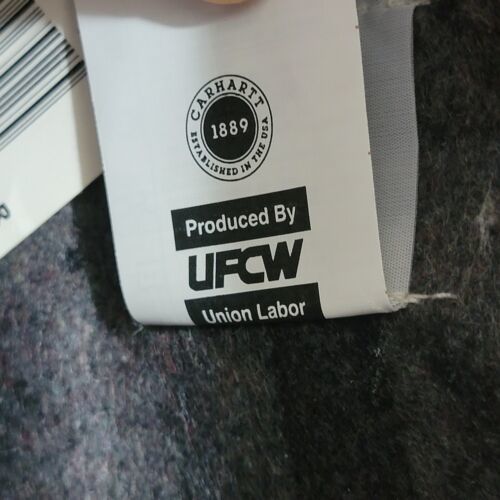 CARHARTT
1889
ESTABLISHED IN THE USA
Produced By
UFCW
Union Labor